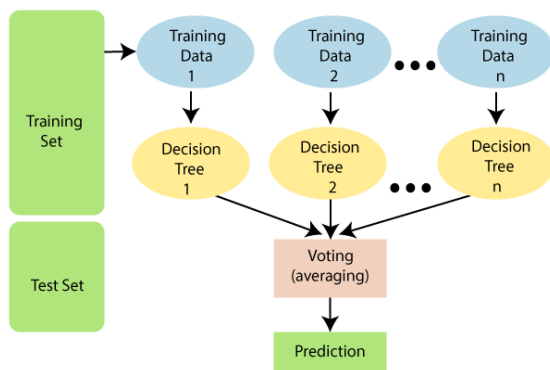 Training
Set
Test Set
Training
Data
1
Training
Data
2
Training
Data
n
Decision
Tree
1
Decision
Tree
2
Decision
Tree
n
Voting
(averaging)
Prediction